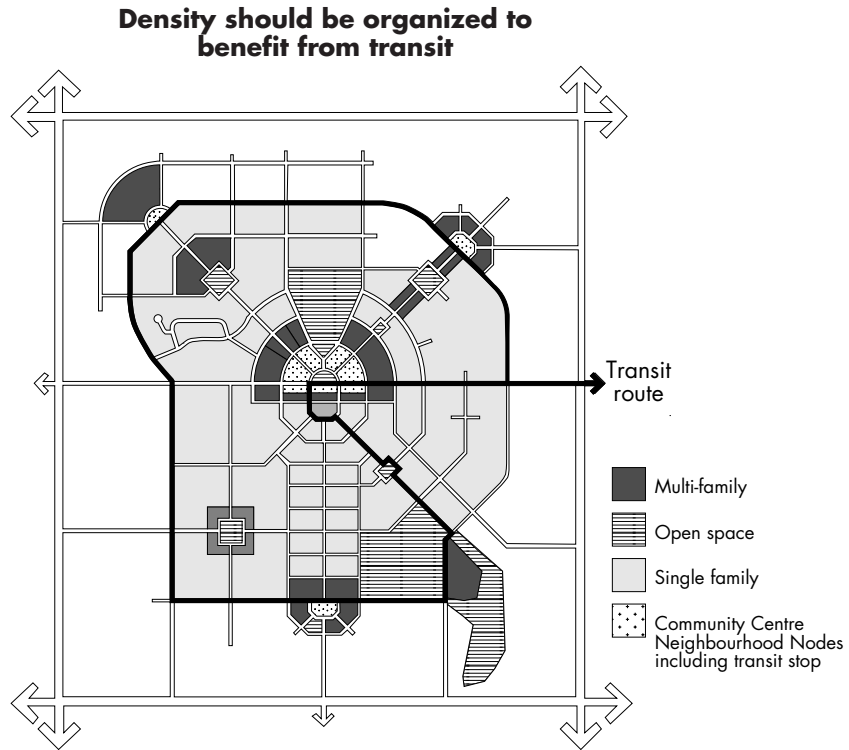 Density should be organized to
benefit from transit
Transit
route
Multi-family
Open space
Single family
Community Centre
Neighbourhood Nodes
including transit stop